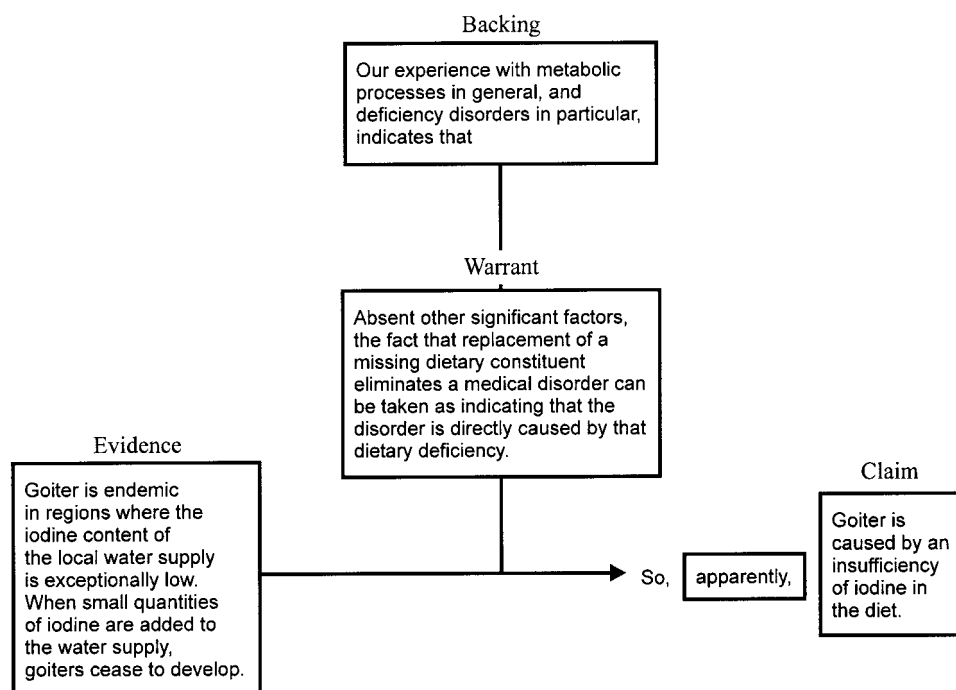 Backing
Our experience with metabolic
processes in general, and
deficiency disorders in particular,
indicates that
Warrant
Absent other significant factors,
the fact that replacement of a
missing dietary constituent
eliminates a medical disorder can
be taken as indicating that the
disorder is directly caused by that
dietary deficiency.
Evidence
Goiter is endemic
in regions where the
iodine content of
the local water supply
is exceptionally low.
When small quantities
of iodine are added to
the water supply,
goiters cease to develop.
So, apparently,
Claim
Goiter is
caused by an
insufficiency
of iodine in
the diet.